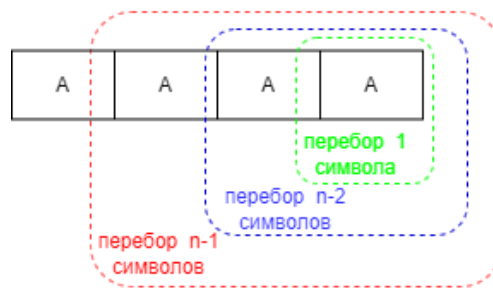 А А А А
перебор 1
символа
перебор n-2
символов
перебор n-1
символов